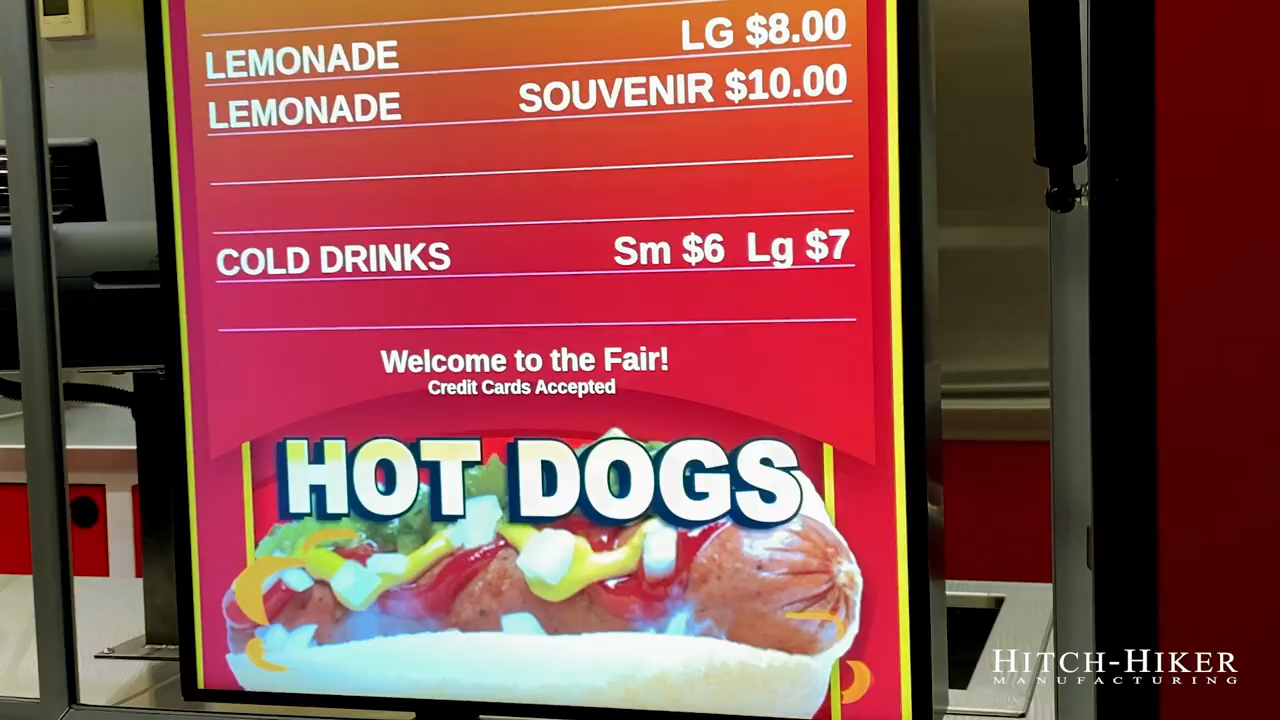 LEMONADE LG $8.00
LEMONADE SOUVENIR $10.00
COLD DRINKS Sm $6 Lg $7
Welcome to the Fair!
Credit Cards Accepted
HOT DOGS
HITCH-HIKER
MANUFACTURING